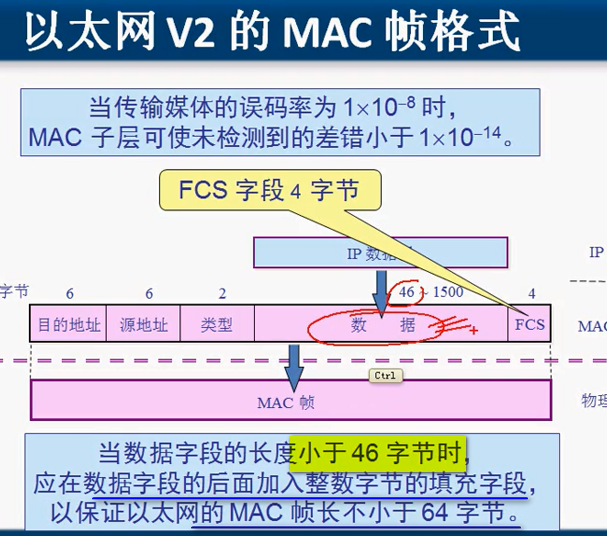 以太网 V2 的 MAC 帧格式
当传输媒体的误码率为 1×10⁻⁸ 时，
MAC 子层可使未检测到的差错小于 1×10⁻¹⁴。
FCS 字段 4 字节
IP 数据
IP
字节 6 6 2 46 ~ 1500 4
目的地址 源地址 类型 数 据 FCS
MAC
Ctrl
MAC 帧
物理
当数据字段的长度小于 46 字节时，
应在数据字段的后面加入整数字节的填充字段，
以保证以太网的 MAC 帧长不小于 64 字节。